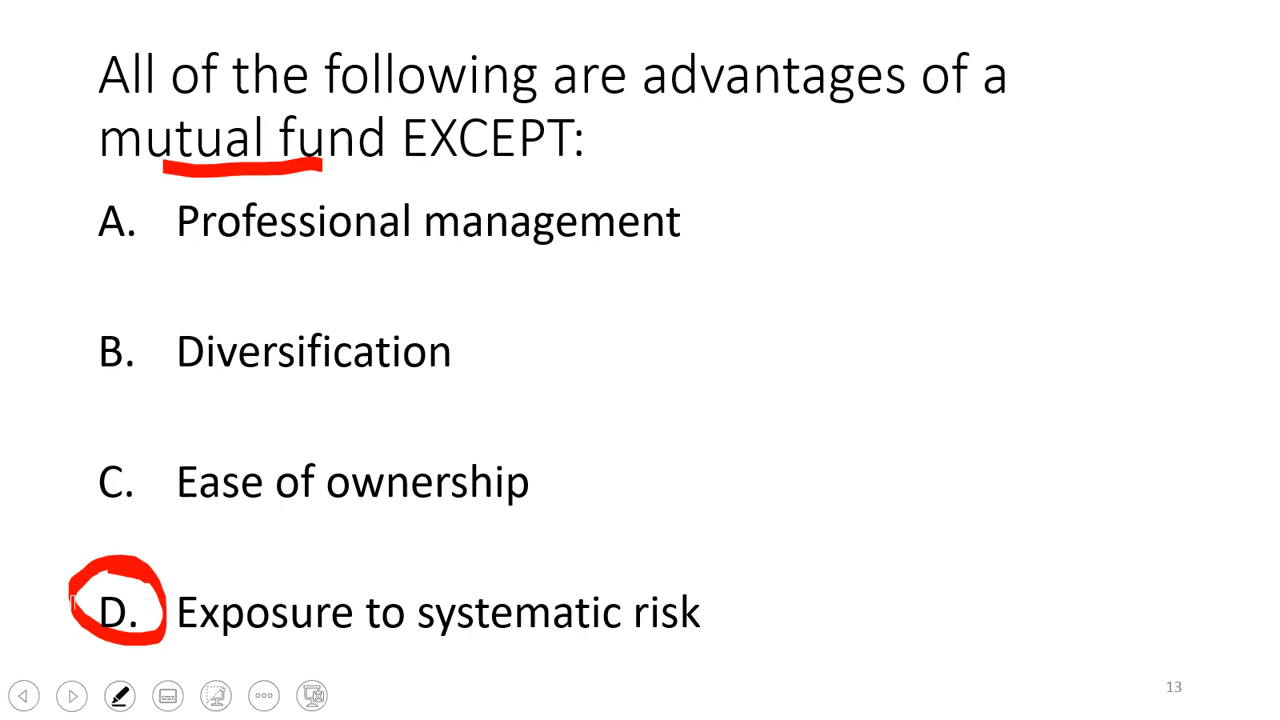 All of the following are advantages of a
mutual fund EXCEPT:
A. Professional management
B. Diversification
C. Ease of ownership
D. Exposure to systematic risk
13